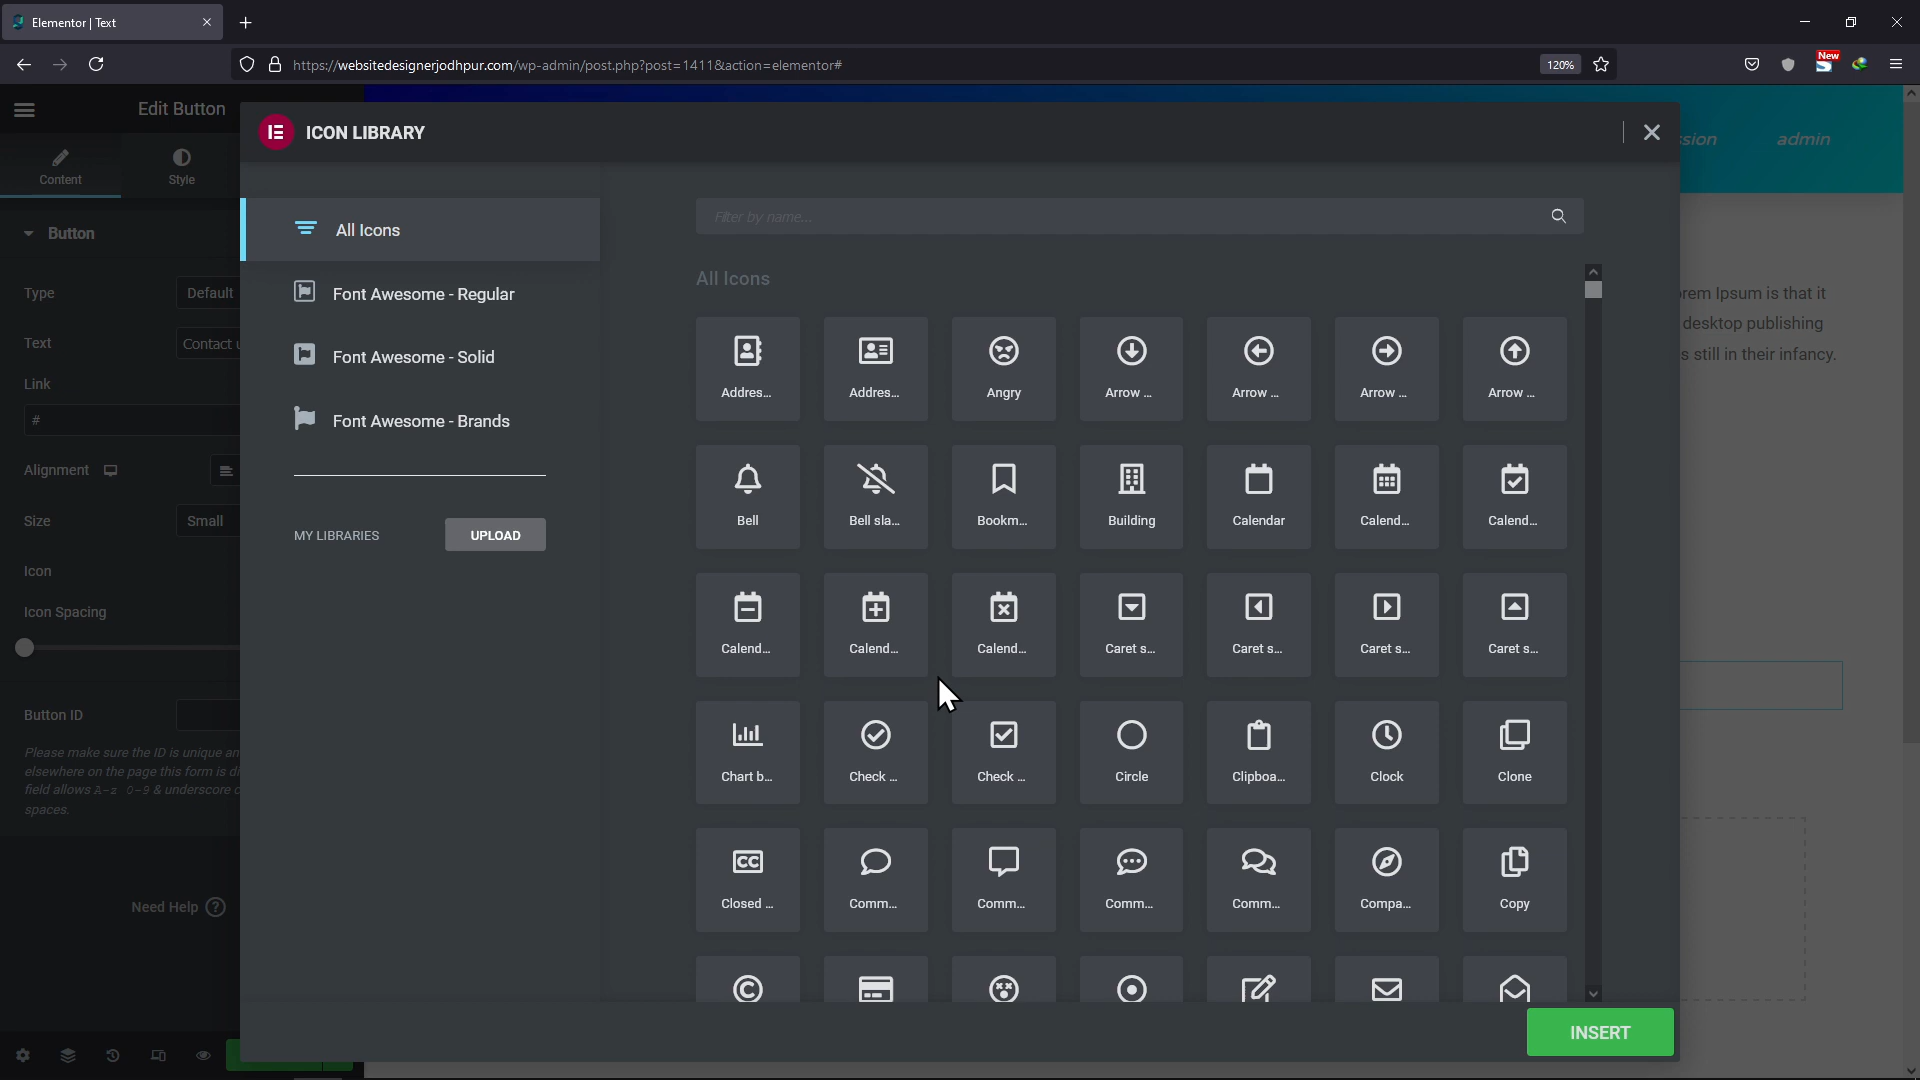 Elementor | Text
https://websitedesignerjodhpur.com/wp-admin/post.php?post=1411&action=elementor#
120%
New
Edit Button
Content
Style
Button
Type
Default
Text
Contact u
Link
#
Alignment
Size
Small
Icon
Icon Spacing
Button ID
Please make sure the ID is unique an
elsewhere on the page this form is di
field allows A-z 0-9 & underscore c
spaces.
Need Help
ICON LIBRARY
All Icons
Font Awesome - Regular
Font Awesome - Solid
Font Awesome - Brands
MY LIBRARIES
UPLOAD
Filter by name...
All Icons
Addres...
Addres...
Angry
Arrow ...
Arrow ...
Arrow ...
Arrow ...
Bell
Bell sla...
Bookm...
Building
Calendar
Calend...
Calend...
Calend...
Calend...
Calend...
Caret s...
Caret s...
Caret s...
Caret s...
Chart b...
Check ...
Check ...
Circle
Clipboa...
Clock
Clone
CC
Closed ...
Comm...
Comm...
Comm...
Comm...
Compa...
Copy
INSERT
ssion
admin
rem Ipsum is that it
desktop publishing
s still in their infancy.